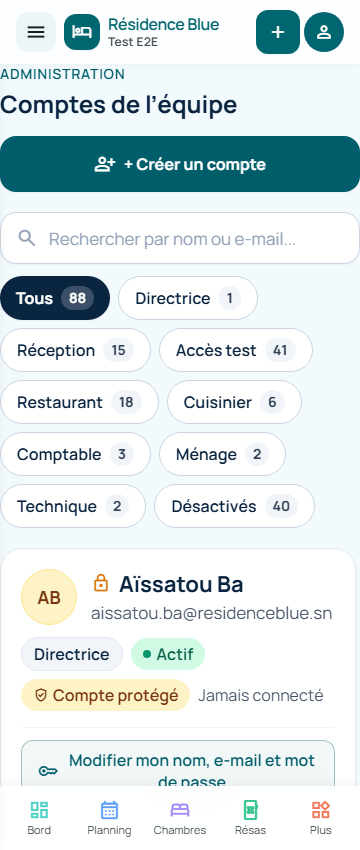 Résidence Blue
Test E2E
ADMINISTRATION
Comptes de l’équipe
+ Créer un compte
Rechercher par nom ou e-mail...
Tous 88
Directrice 1
Réception 15
Accès test 41
Restaurant 18
Cuisinier 6
Comptable 3
Ménage 2
Technique 2
Désactivés 40
AB
Aïssatou Ba
aissatou.ba@residenceblue.sn
Directrice
Actif
Compte protégé
Jamais connecté
Modifier mon nom, e-mail et mot
de passe
Bord
Planning
Chambres
Résas
Plus